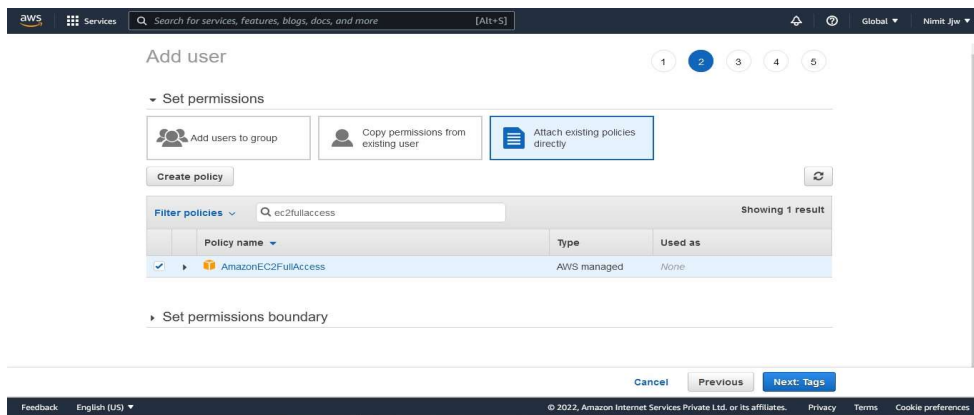 aws Services Search for services, features, blogs, docs, and more [Alt+S] Global Nimit Jjw
Add user 1 2 3 4 5
Set permissions
Add users to group
Copy permissions from
existing user
Attach existing policies
directly
Create policy
Filter policies ec2fullaccess Showing 1 result
Policy name Type Used as
AmazonEC2FullAccess AWS managed None
Set permissions boundary
Cancel Previous Next: Tags
Feedback English (US) © 2022, Amazon Internet Services Private Ltd. or its affiliates. Privacy Terms Cookie preferences